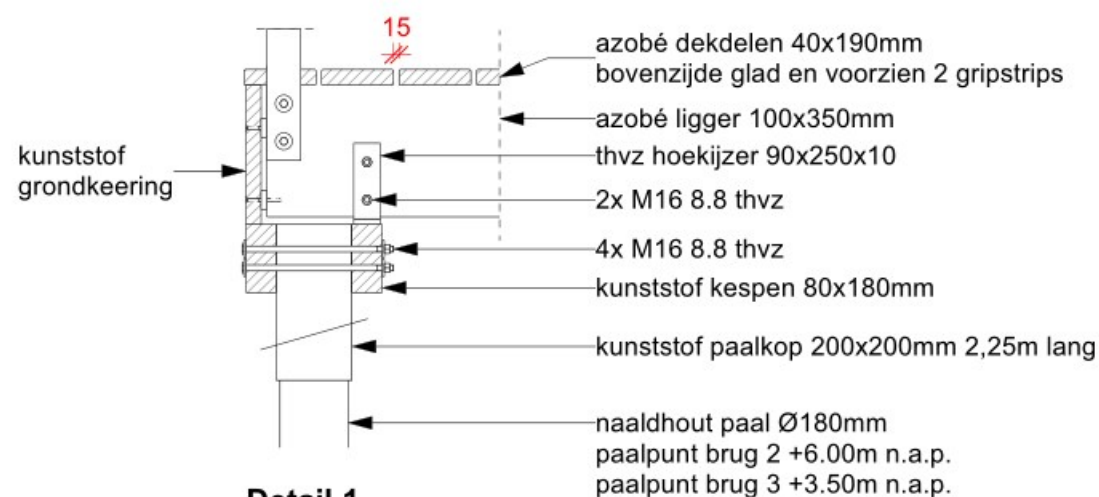 15
azobé dekdelen 40x190mm
bovenzijde glad en voorzien 2 gripstrips
azobé ligger 100x350mm
kunststof
grondkering
thvz hoekijzer 90x250x10
2x M16 8.8 thvz
4x M16 8.8 thvz
kunststof kespen 80x180mm
kunststof paalkop 200x200mm 2,25m lang
naaldhout paal Ø180mm
paalpunt brug 2 +6.00m n.a.p.
paalpunt brug 3 +3.50m n.a.p.
Detail 1